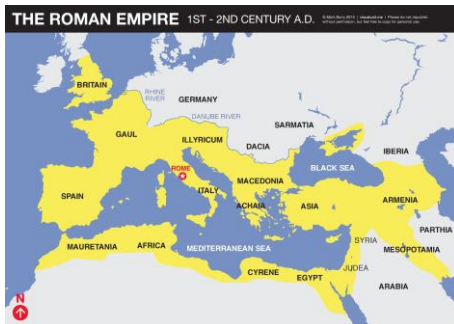 THE ROMAN EMPIRE 1ST - 2ND CENTURY A.D.
BRITAIN
RHINE
RIVER
GERMANY
DANUBE RIVER
SARMATIA
GAUL
ILLYRICUM
DACIA
IBERIA
BLACK SEA
ROME
ITALY
MACEDONIA
SPAIN
ACHAIA
ASIA
ARMENIA
PARTHIA
SYRIA
MESOPOTAMIA
MAURETANIA
AFRICA
MEDITERRANEAN SEA
JUDEA
CYRENE
EGYPT
ARABIA
N